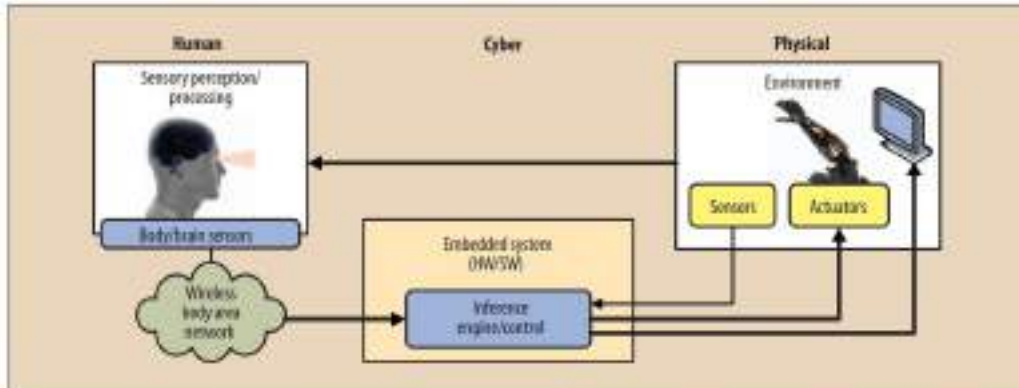 Human
Cyber
Physical
Sensory perception/
processing
Environment
Sensors
Actuators
Body/brain sensors
Embedded system
(HW/SW)
Wireless
body area
network
Inference
engine/control